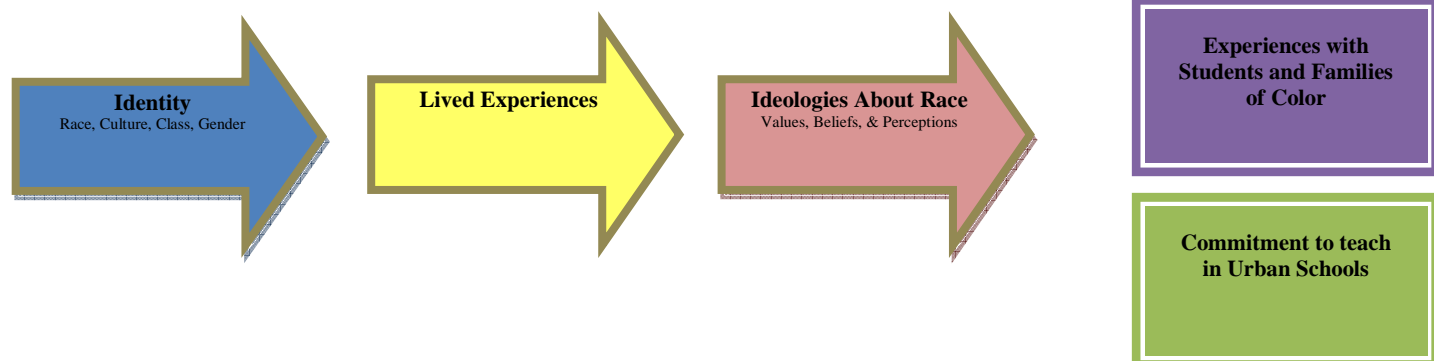 Identity
Race, Culture, Class, Gender
Lived Experiences
Ideologies About Race
Values, Beliefs, & Perceptions
Experiences with
Students and Families
of Color
Commitment to teach
in Urban Schools